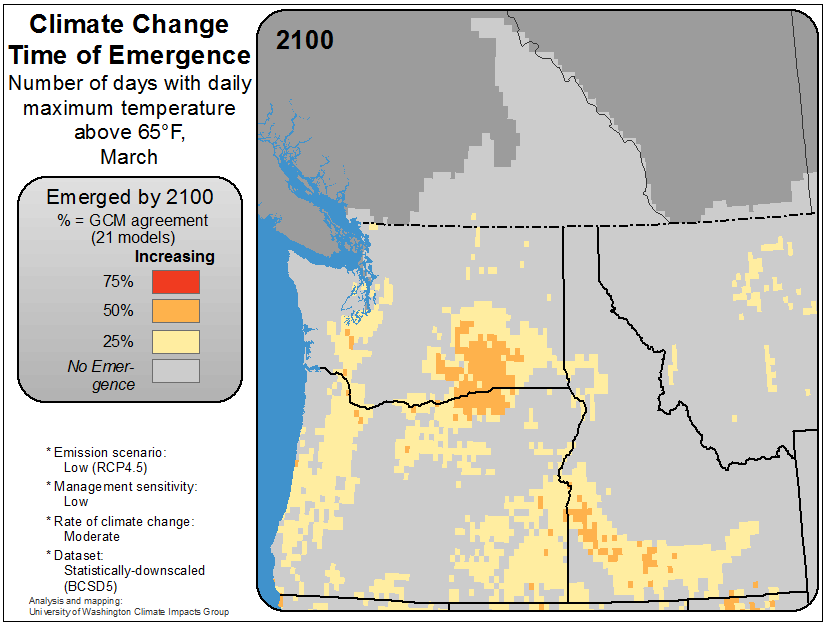 Climate Change
Time of Emergence
Number of days with daily
maximum temperature
above 65°F,
March
2100
Emerged by 2100
% = GCM agreement
(21 models)
Increasing
75%
50%
25%
No Emer-
gence
* Emission scenario:
Low (RCP4.5)
* Management sensitivity:
Low
* Rate of climate change:
Moderate
* Dataset:
Statistically-downscaled
(BCSD5)
Analysis and mapping:
University of Washington Climate Impacts Group